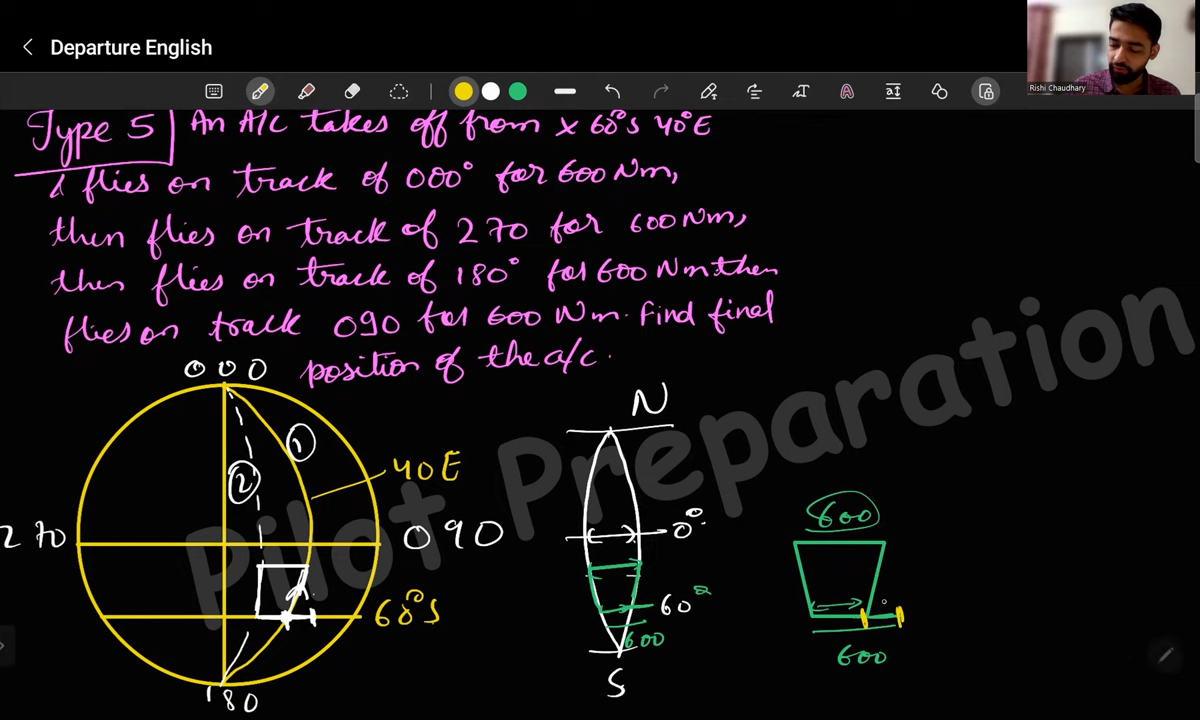 Departure English
Rishi Chaudhary
Type 5 An A/C takes off from X 60°S 40°E
& flies on track of 000° for 600 Nm,
then flies on track of 270 for 600 Nm,
then flies on track of 180° for 600 Nm then
flies on track 090 for 600 Nm. Find final
position of the a/c.
000
N
1
2
40E
600
270
090
0°
60°S
60°
600
600
180
S
Pilot Preparation